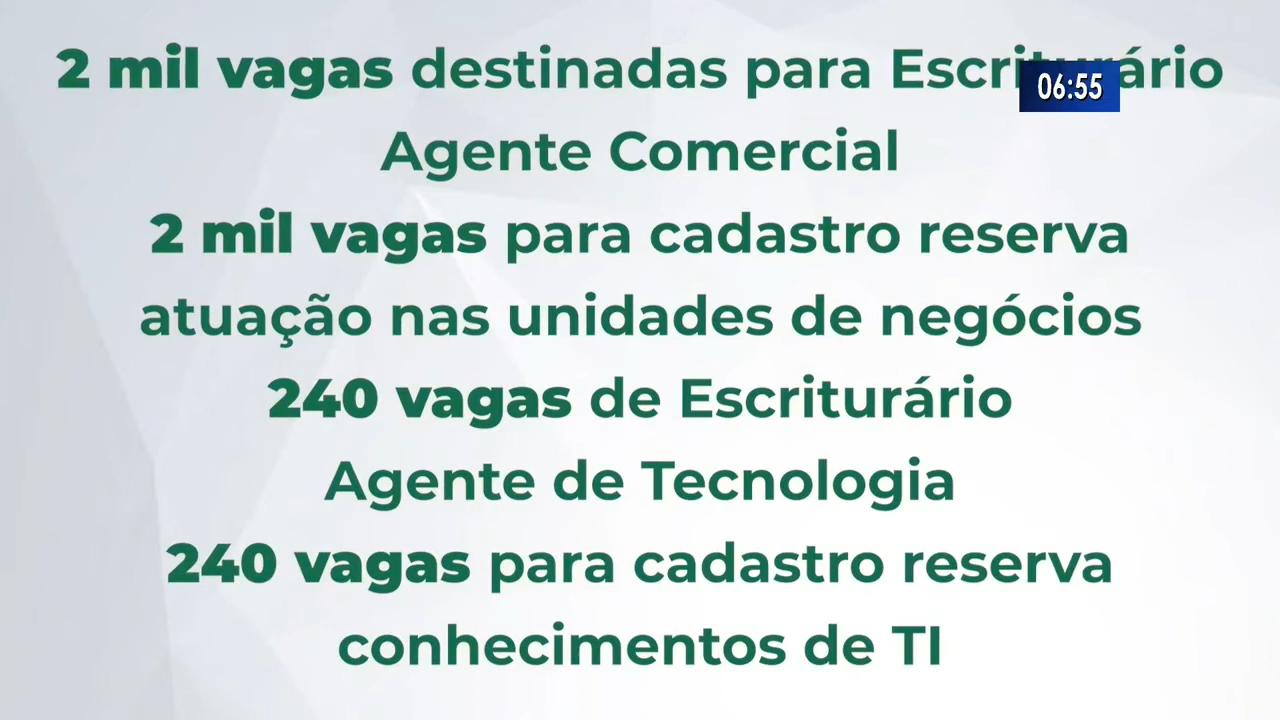 2 mil vagas destinadas para Escriturário
06:55
Agente Comercial
2 mil vagas para cadastro reserva
atuação nas unidades de negócios
240 vagas de Escriturário
Agente de Tecnologia
240 vagas para cadastro reserva
conhecimentos de TI